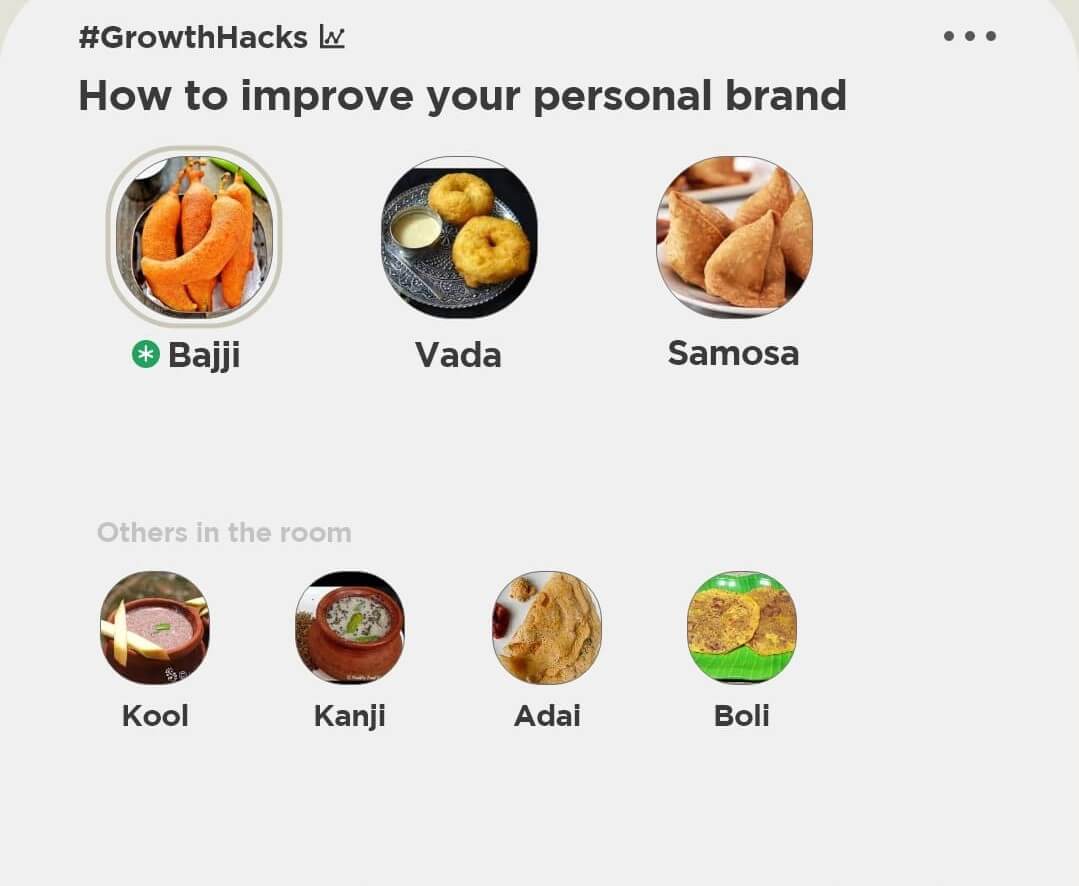 #GrowthHacks
How to improve your personal brand
Bajji
Vada
Samosa
Others in the room
Kool
Kanji
Adai
Boli